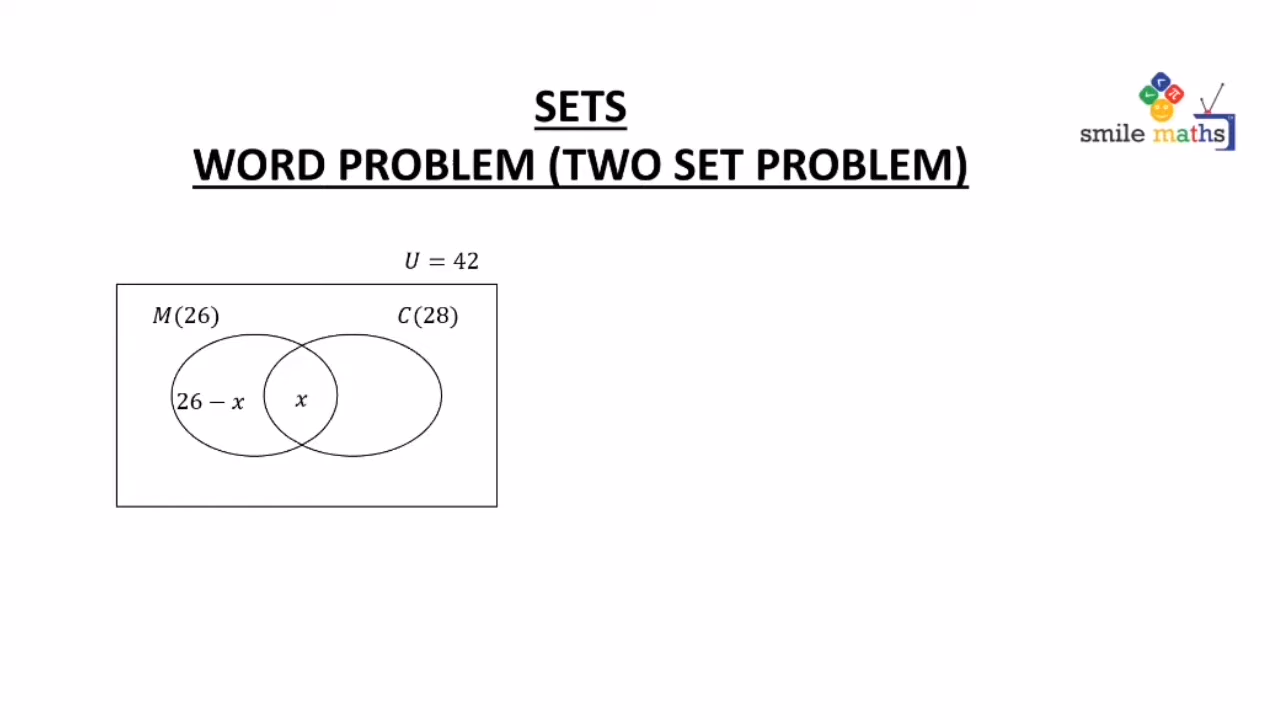 SETS
WORD PROBLEM (TWO SET PROBLEM)
smile maths
U = 42
M(26) C(28)
26 − x x